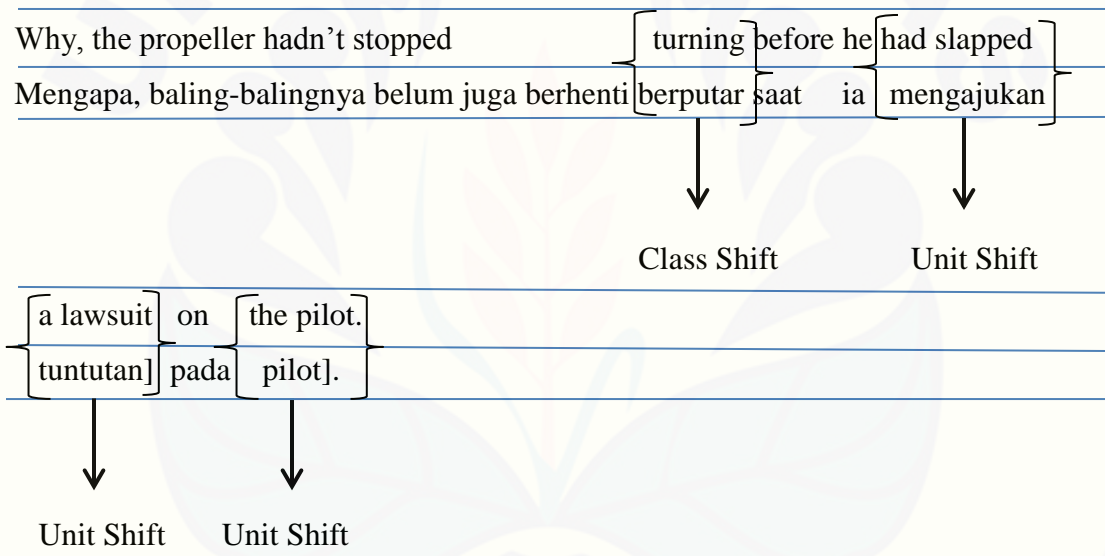 Why, the propeller hadn't stopped turning before he had slapped
Mengapa, baling-balingnya belum juga berhenti berputar saat ia mengajukan
Class Shift Unit Shift
a lawsuit on the pilot.
tuntutan] pada pilot].
Unit Shift Unit Shift